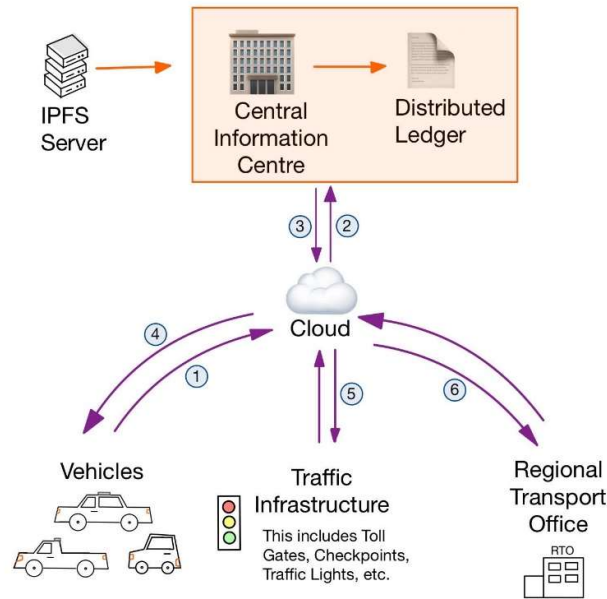 IPFS
Server
Central
Information
Centre
Distributed
Ledger
3
2
Cloud
4
1
5
6
Vehicles
Traffic
Infrastructure
This includes Toll
Gates, Checkpoints,
Traffic Lights, etc.
Regional
Transport
Office
RTO